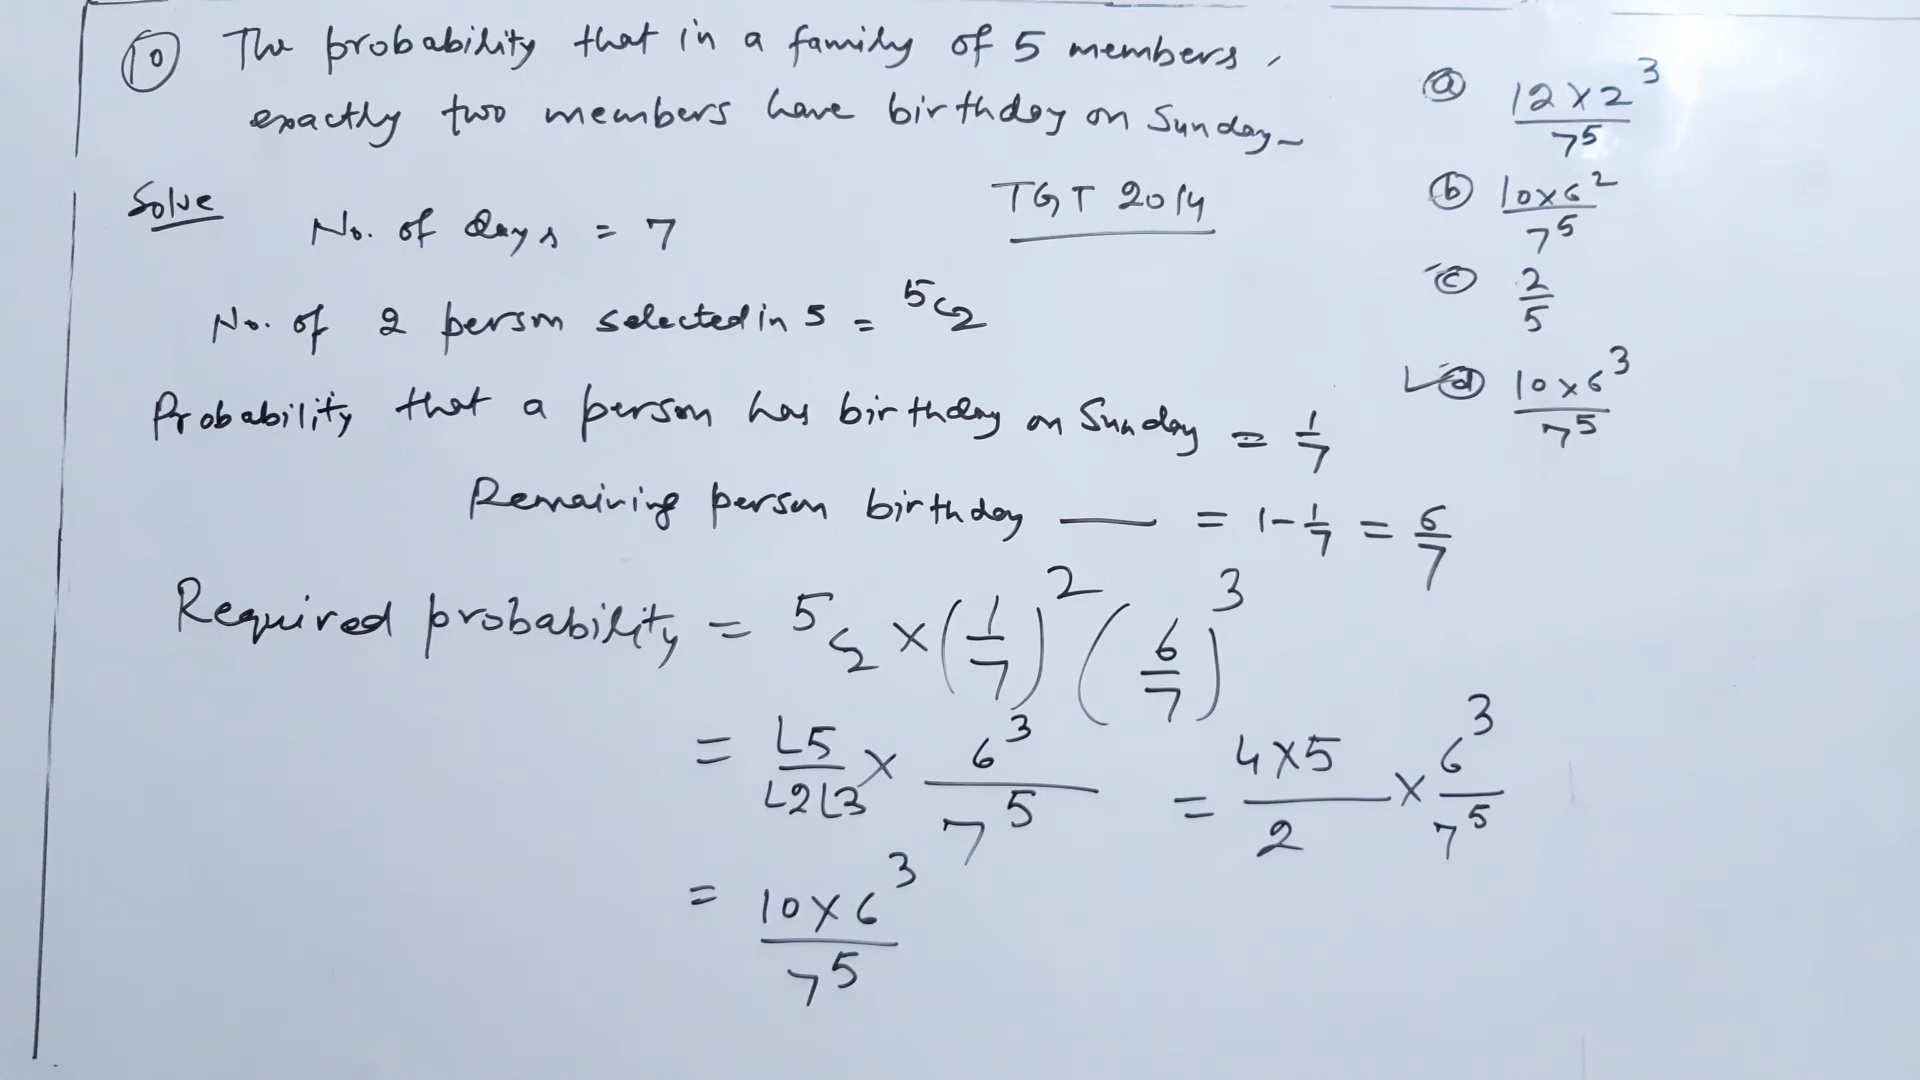 10 The probability that in a family of 5 members,
exactly two members have birthday on Sunday-
(a) 12×2³/7⁵
(b) 10×6²/7⁵
(c) 2/5
(d) 10×6³/7⁵
Solve
TGT 2014
No. of days = 7
No. of 2 person selected in 5 = ⁵C₂
Probability that a person has birthday on Sunday = 1/7
Remaining person birthday —— = 1-1/7 = 6/7
Required probability = ⁵C₂ × (1/7)² (6/7)³
= ⌊5/⌊2⌊3 × 6³/7⁵ = 4×5/2 × 6³/7⁵
= 10×6³/7⁵